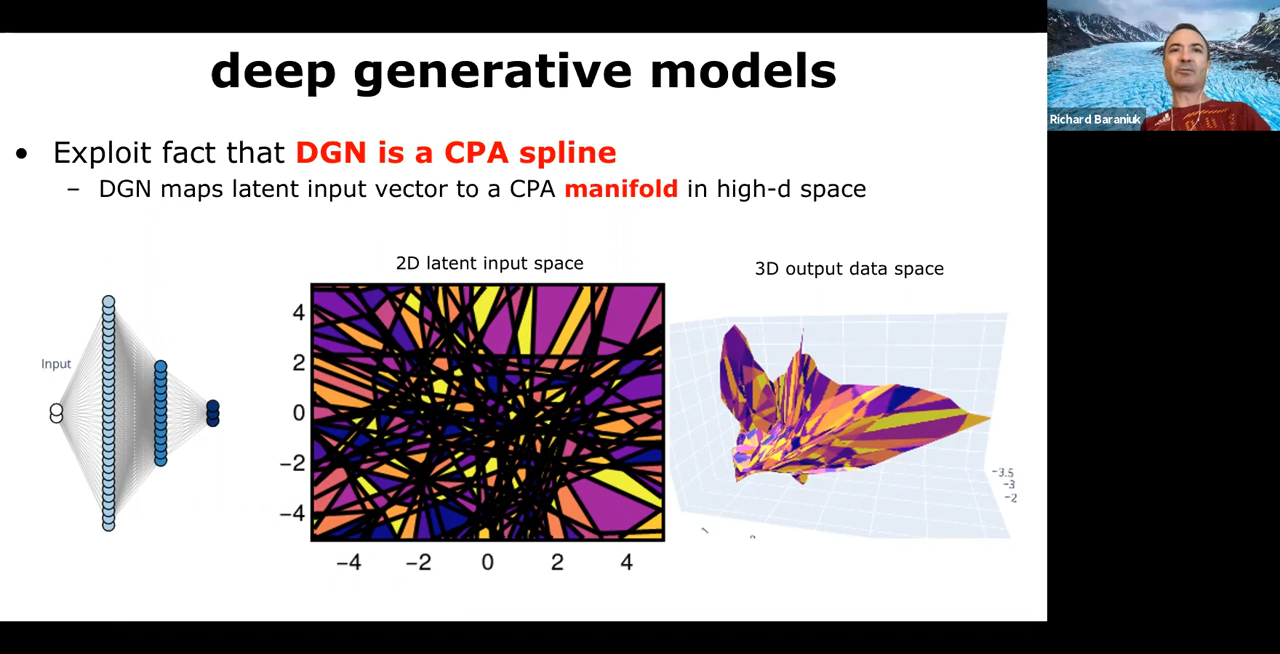 deep generative models
Richard Baraniuk
• Exploit fact that DGN is a CPA spline
– DGN maps latent input vector to a CPA manifold in high-d space
2D latent input space
3D output data space
Input
4
2
0
−2
−4
−4 −2 0 2 4
−3.5
−3
−2